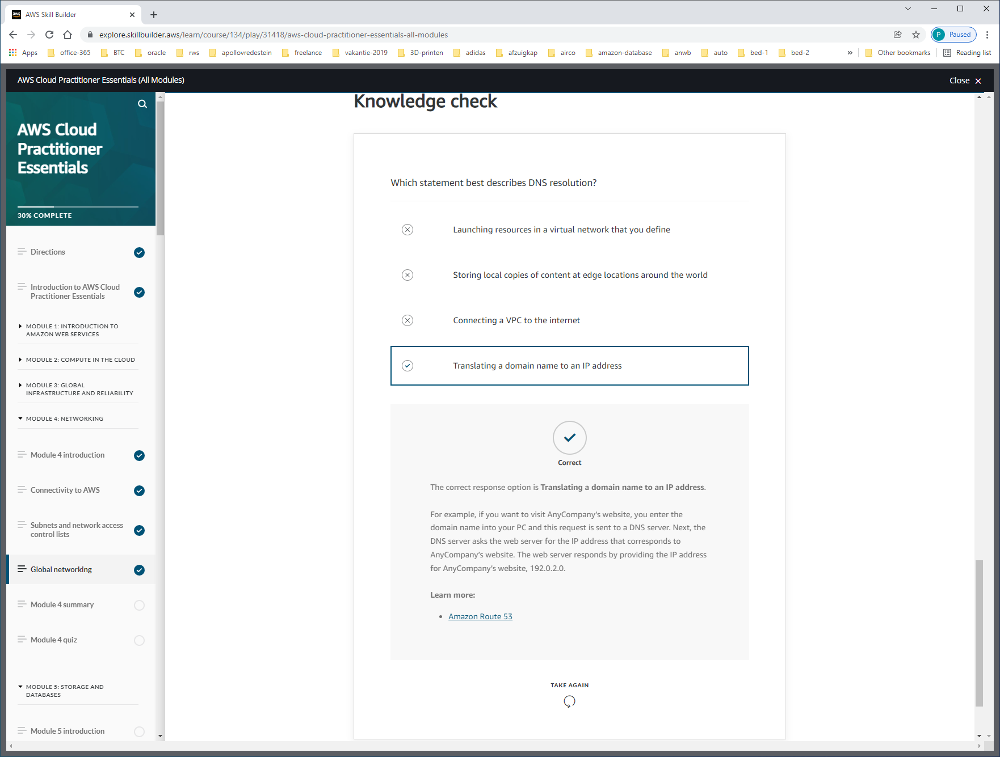 AWS Skill Builder
explore.skillbuilder.aws/learn/course/134/play/31418/aws-cloud-practitioner-essentials-all-modules
P Paused
Apps office-365 BTC oracle rws apollovredestein freelance vakantie-2019 3D-printen adidas afzuigkap airco amazon-database anwb auto bed-1 bed-2 » Other bookmarks Reading list
AWS Cloud Practitioner Essentials (All Modules)
Close
AWS Cloud
Practitioner
Essentials
30% COMPLETE
Directions
Introduction to AWS Cloud
Practitioner Essentials
MODULE 1: INTRODUCTION TO
AMAZON WEB SERVICES
MODULE 2: COMPUTE IN THE CLOUD
MODULE 3: GLOBAL
INFRASTRUCTURE AND RELIABILITY
MODULE 4: NETWORKING
Module 4 introduction
Connectivity to AWS
Subnets and network access
control lists
Global networking
Module 4 summary
Module 4 quiz
MODULE 5: STORAGE AND
DATABASES
Module 5 introduction
Knowledge check
Which statement best describes DNS resolution?
Launching resources in a virtual network that you define
Storing local copies of content at edge locations around the world
Connecting a VPC to the internet
Translating a domain name to an IP address
Correct
The correct response option is Translating a domain name to an IP address.
For example, if you want to visit AnyCompany's website, you enter the
domain name into your PC and this request is sent to a DNS server. Next, the
DNS server asks the web server for the IP address that corresponds to
AnyCompany's website. The web server responds by providing the IP address
for AnyCompany's website, 192.0.2.0.
Learn more:
• Amazon Route 53
TAKE AGAIN